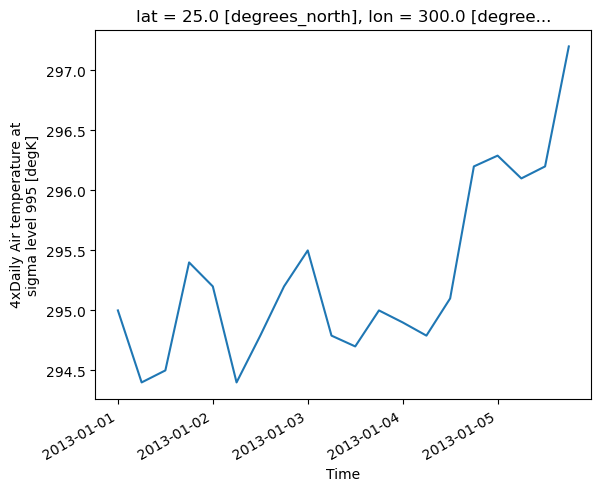 lat = 25.0 [degrees_north], lon = 300.0 [degree...
4xDaily Air temperature at
sigma level 995 [degK]
297.0
296.5
296.0
295.5
295.0
294.5
2013-01-01
2013-01-02
2013-01-03
2013-01-04
2013-01-05
Time